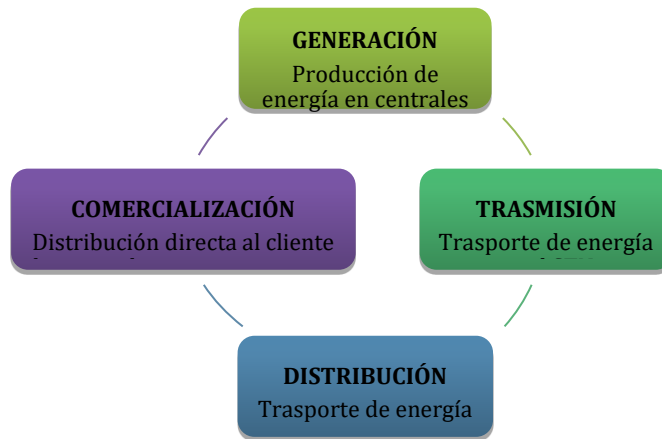 GENERACIÓN
Producción de
energía en centrales
COMERCIALIZACIÓN
Distribución directa al cliente
TRASMISIÓN
Trasporte de energía
DISTRIBUCIÓN
Trasporte de energía